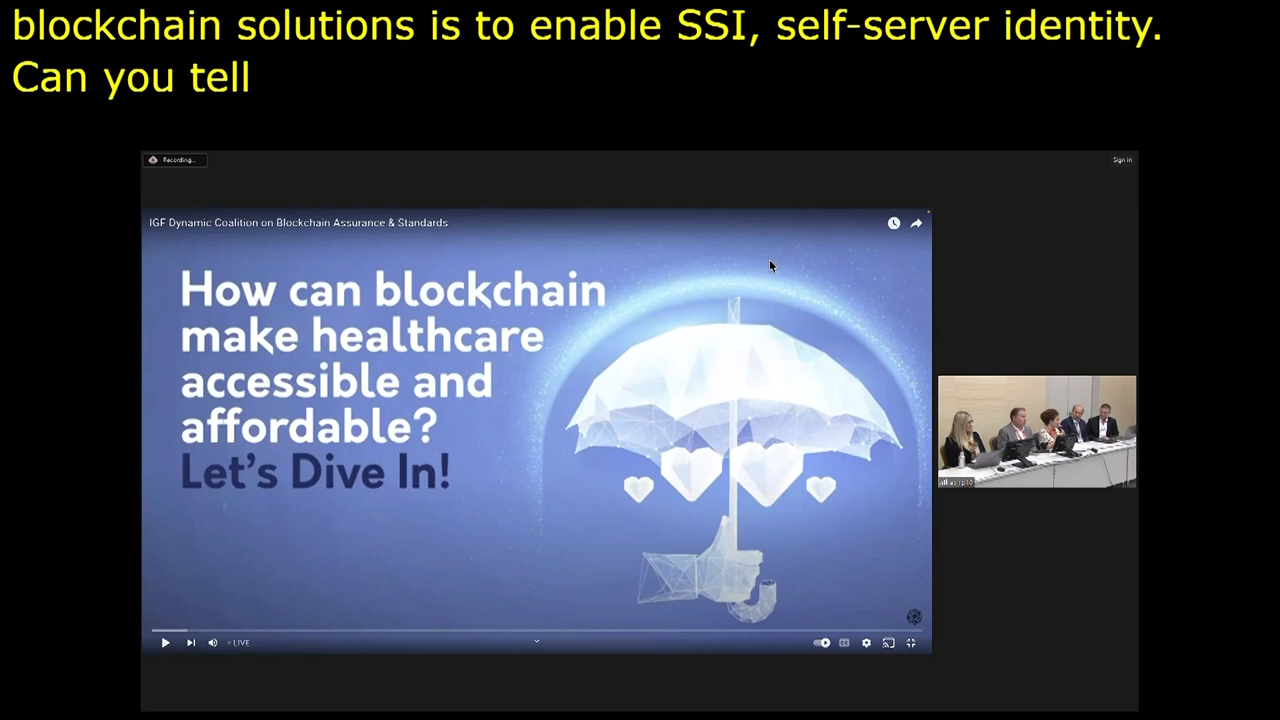 blockchain solutions is to enable SSI, self-server identity.
Can you tell
Recording...
Sign in
IGF Dynamic Coalition on Blockchain Assurance & Standards
How can blockchain
make healthcare
accessible and
affordable?
Let's Dive In!
LIVE